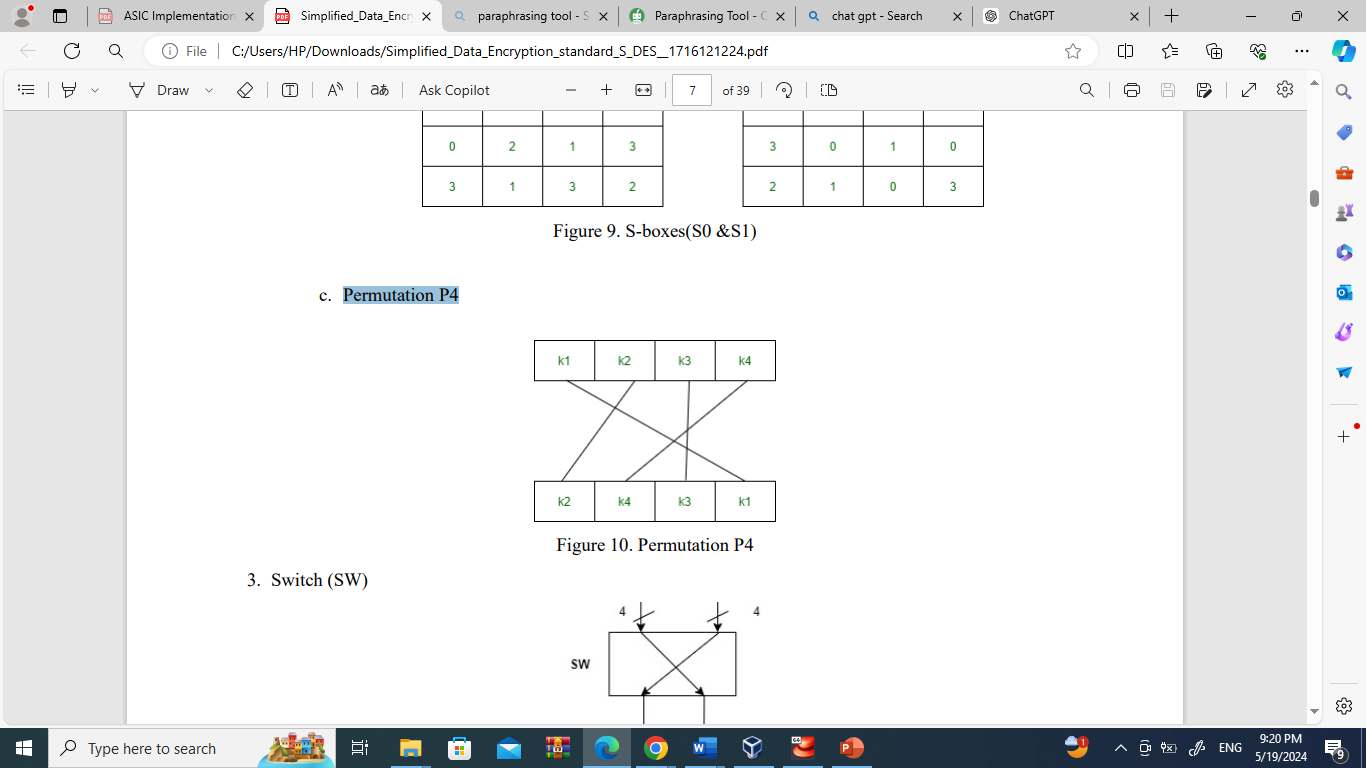 ASIC Implementation
Simplified_Data_Encr
paraphrasing tool - S
Paraphrasing Tool - C
chat gpt - Search
ChatGPT
File
C:/Users/HP/Downloads/Simplified_Data_Encryption_standard_S_DES__1716121224.pdf
Draw
Ask Copilot
7 of 39
0 2 1 3 3 0 1 0
3 1 3 2 2 1 0 3
Figure 9. S-boxes(S0 &S1)
c. Permutation P4
k1 k2 k3 k4
k2 k4 k3 k1
Figure 10. Permutation P4
3. Switch (SW)
4 4
SW
Type here to search
1
ENG
9:20 PM
5/19/2024
9